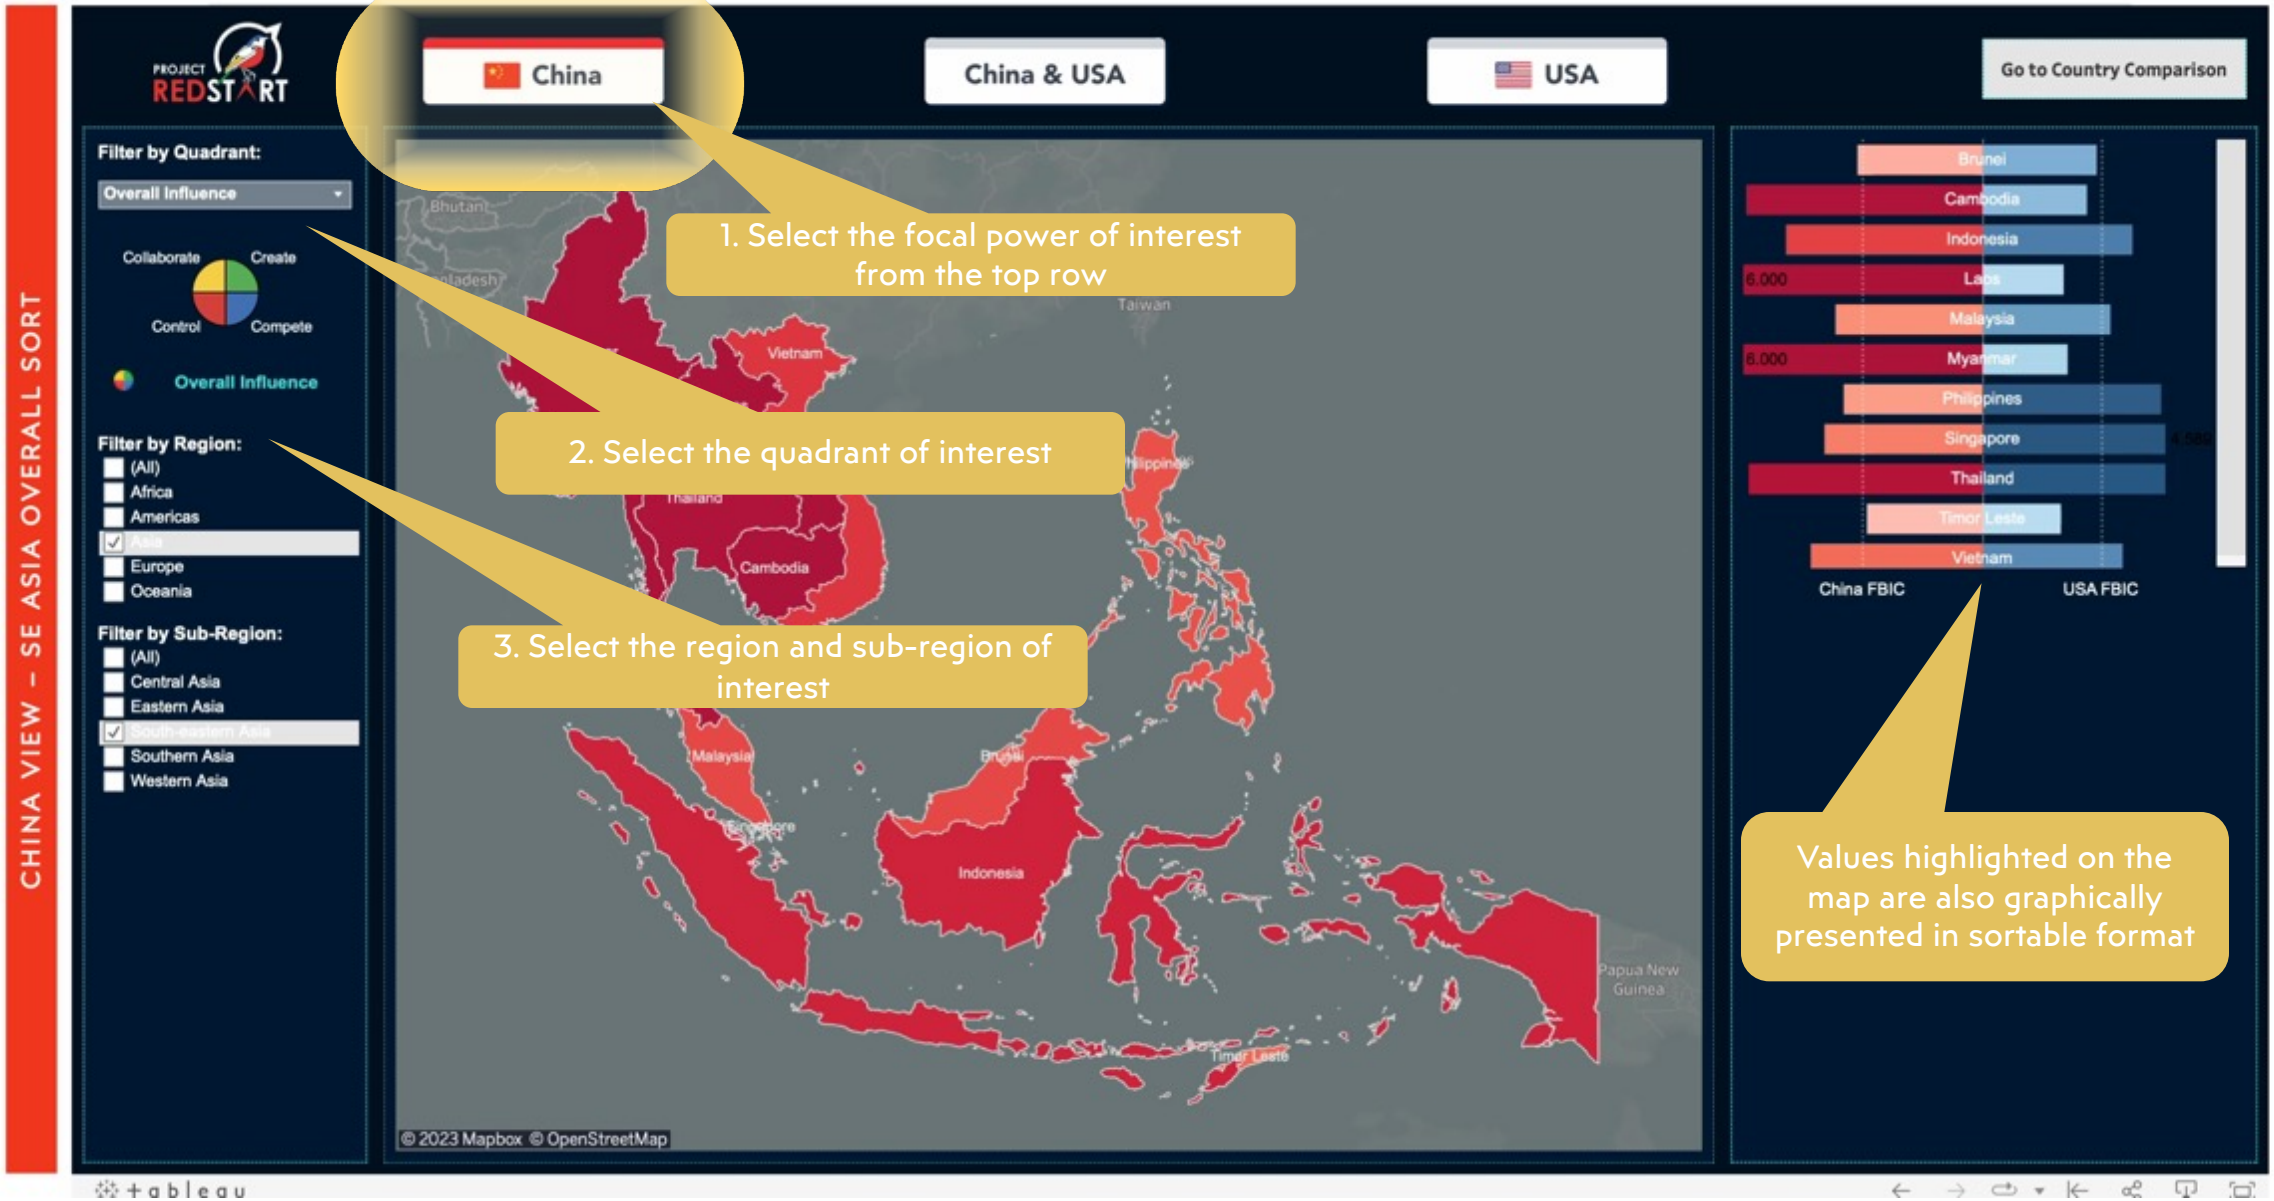 CHINA VIEW – SE ASIA OVERALL SORT
PROJECT
REDSTART
China
China & USA
USA
Go to Country Comparison
Filter by Quadrant:
Overall Influence
Collaborate
Create
Control
Compete
Overall Influence
Filter by Region:
(All)
Africa
Americas
Asia
Europe
Oceania
Filter by Sub-Region:
(All)
Central Asia
Eastern Asia
South-eastern Asia
Southern Asia
Western Asia
1. Select the focal power of interest
from the top row
2. Select the quadrant of interest
3. Select the region and sub-region of
interest
Bhutan
Taiwan
Vietnam
Thailand
Cambodia
Malaysia
Brunei
Singapore
Indonesia
Papua New
Guinea
Timor Leste
© 2023 Mapbox © OpenStreetMap
Brunei
Cambodia
Indonesia
6.000
Laos
Malaysia
6.000
Myanmar
Philippines
Singapore
Thailand
Timor Leste
Vietnam
China FBIC
USA FBIC
Values highlighted on the
map are also graphically
presented in sortable format
+ableau